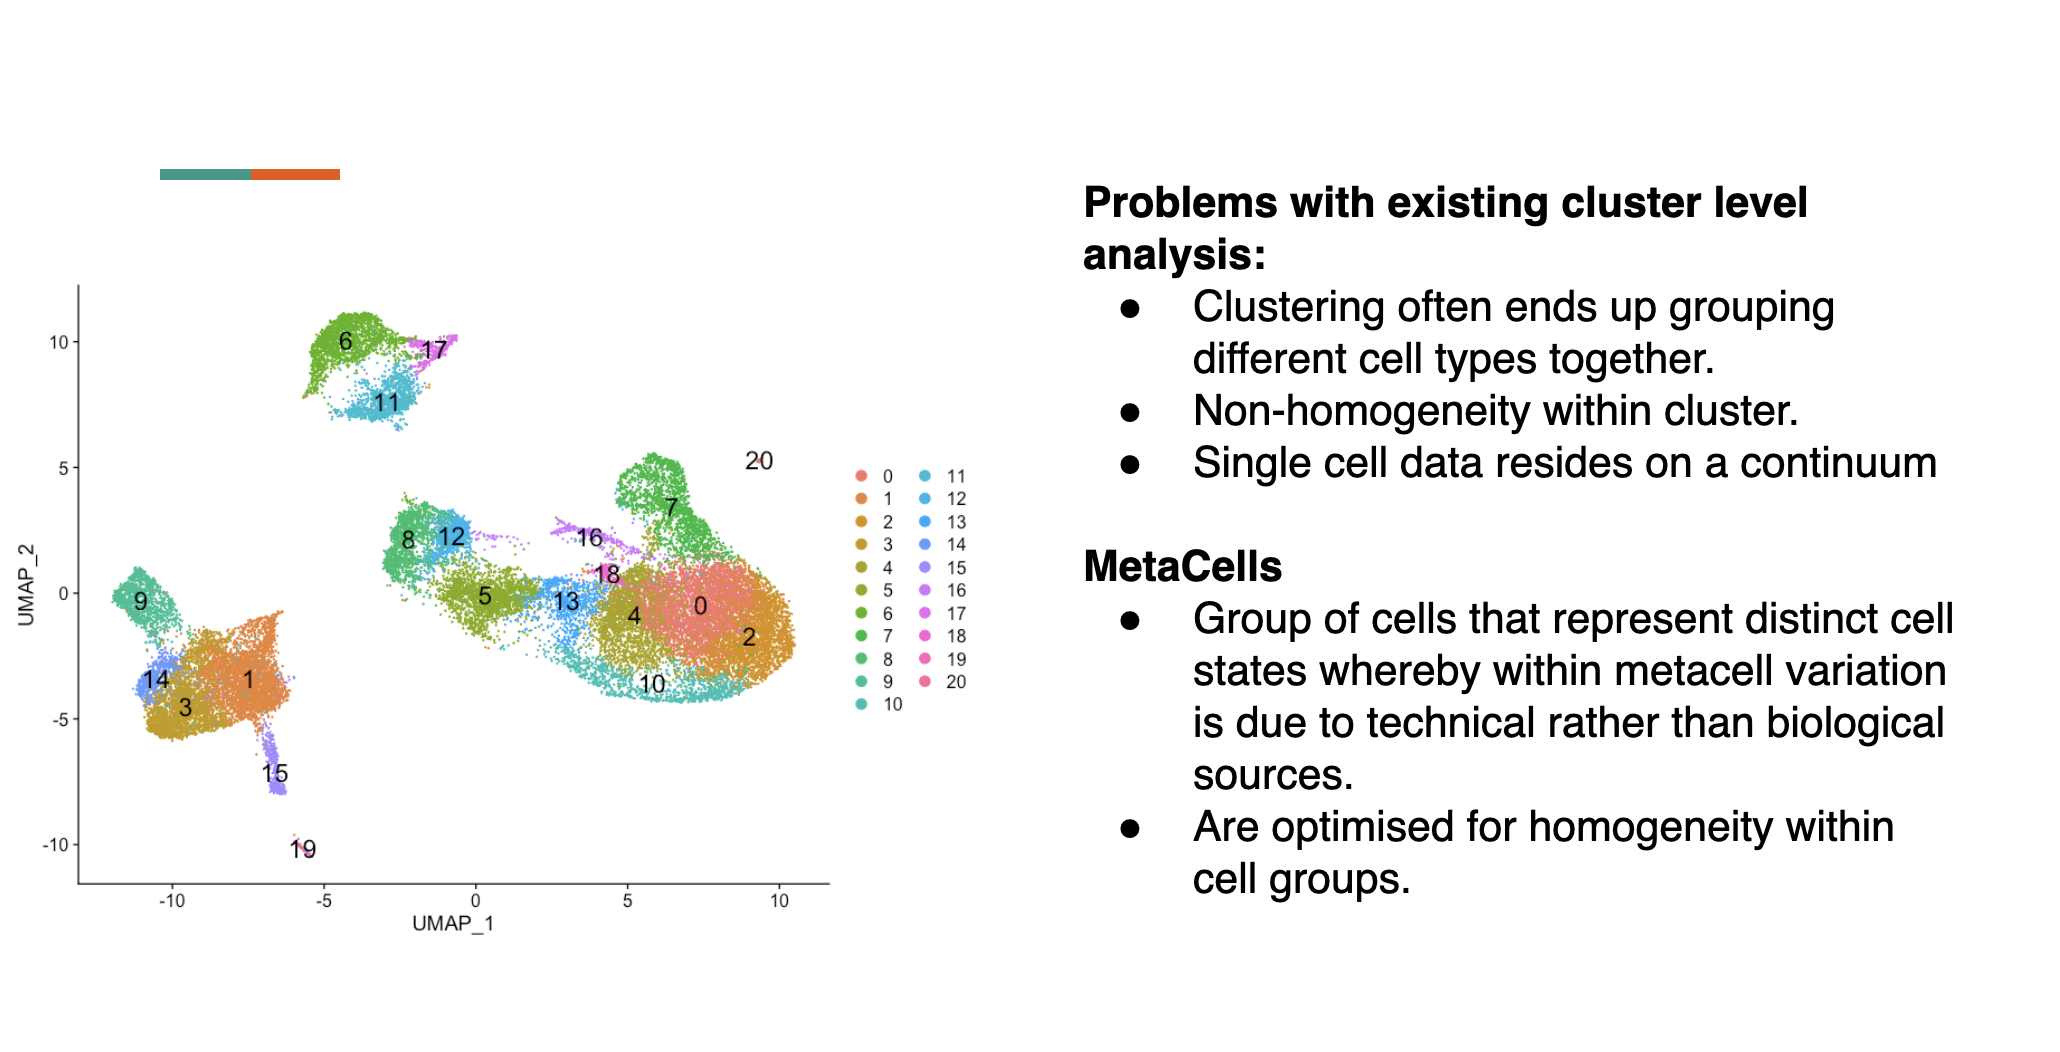 Problems with existing cluster level
analysis:
● Clustering often ends up grouping
different cell types together.
● Non-homogeneity within cluster.
● Single cell data resides on a continuum
MetaCells
● Group of cells that represent distinct cell
states whereby within metacell variation
is due to technical rather than biological
sources.
● Are optimised for homogeneity within
cell groups.
UMAP_2
10
5
0
-5
-10
6
17
11
20
7
8
12
16
18
5
13
4
0
2
10
9
14
1
3
15
19
-10 -5 0 5 10
UMAP_1
0 11
1 12
2 13
3 14
4 15
5 16
6 17
7 18
8 19
9 20
10